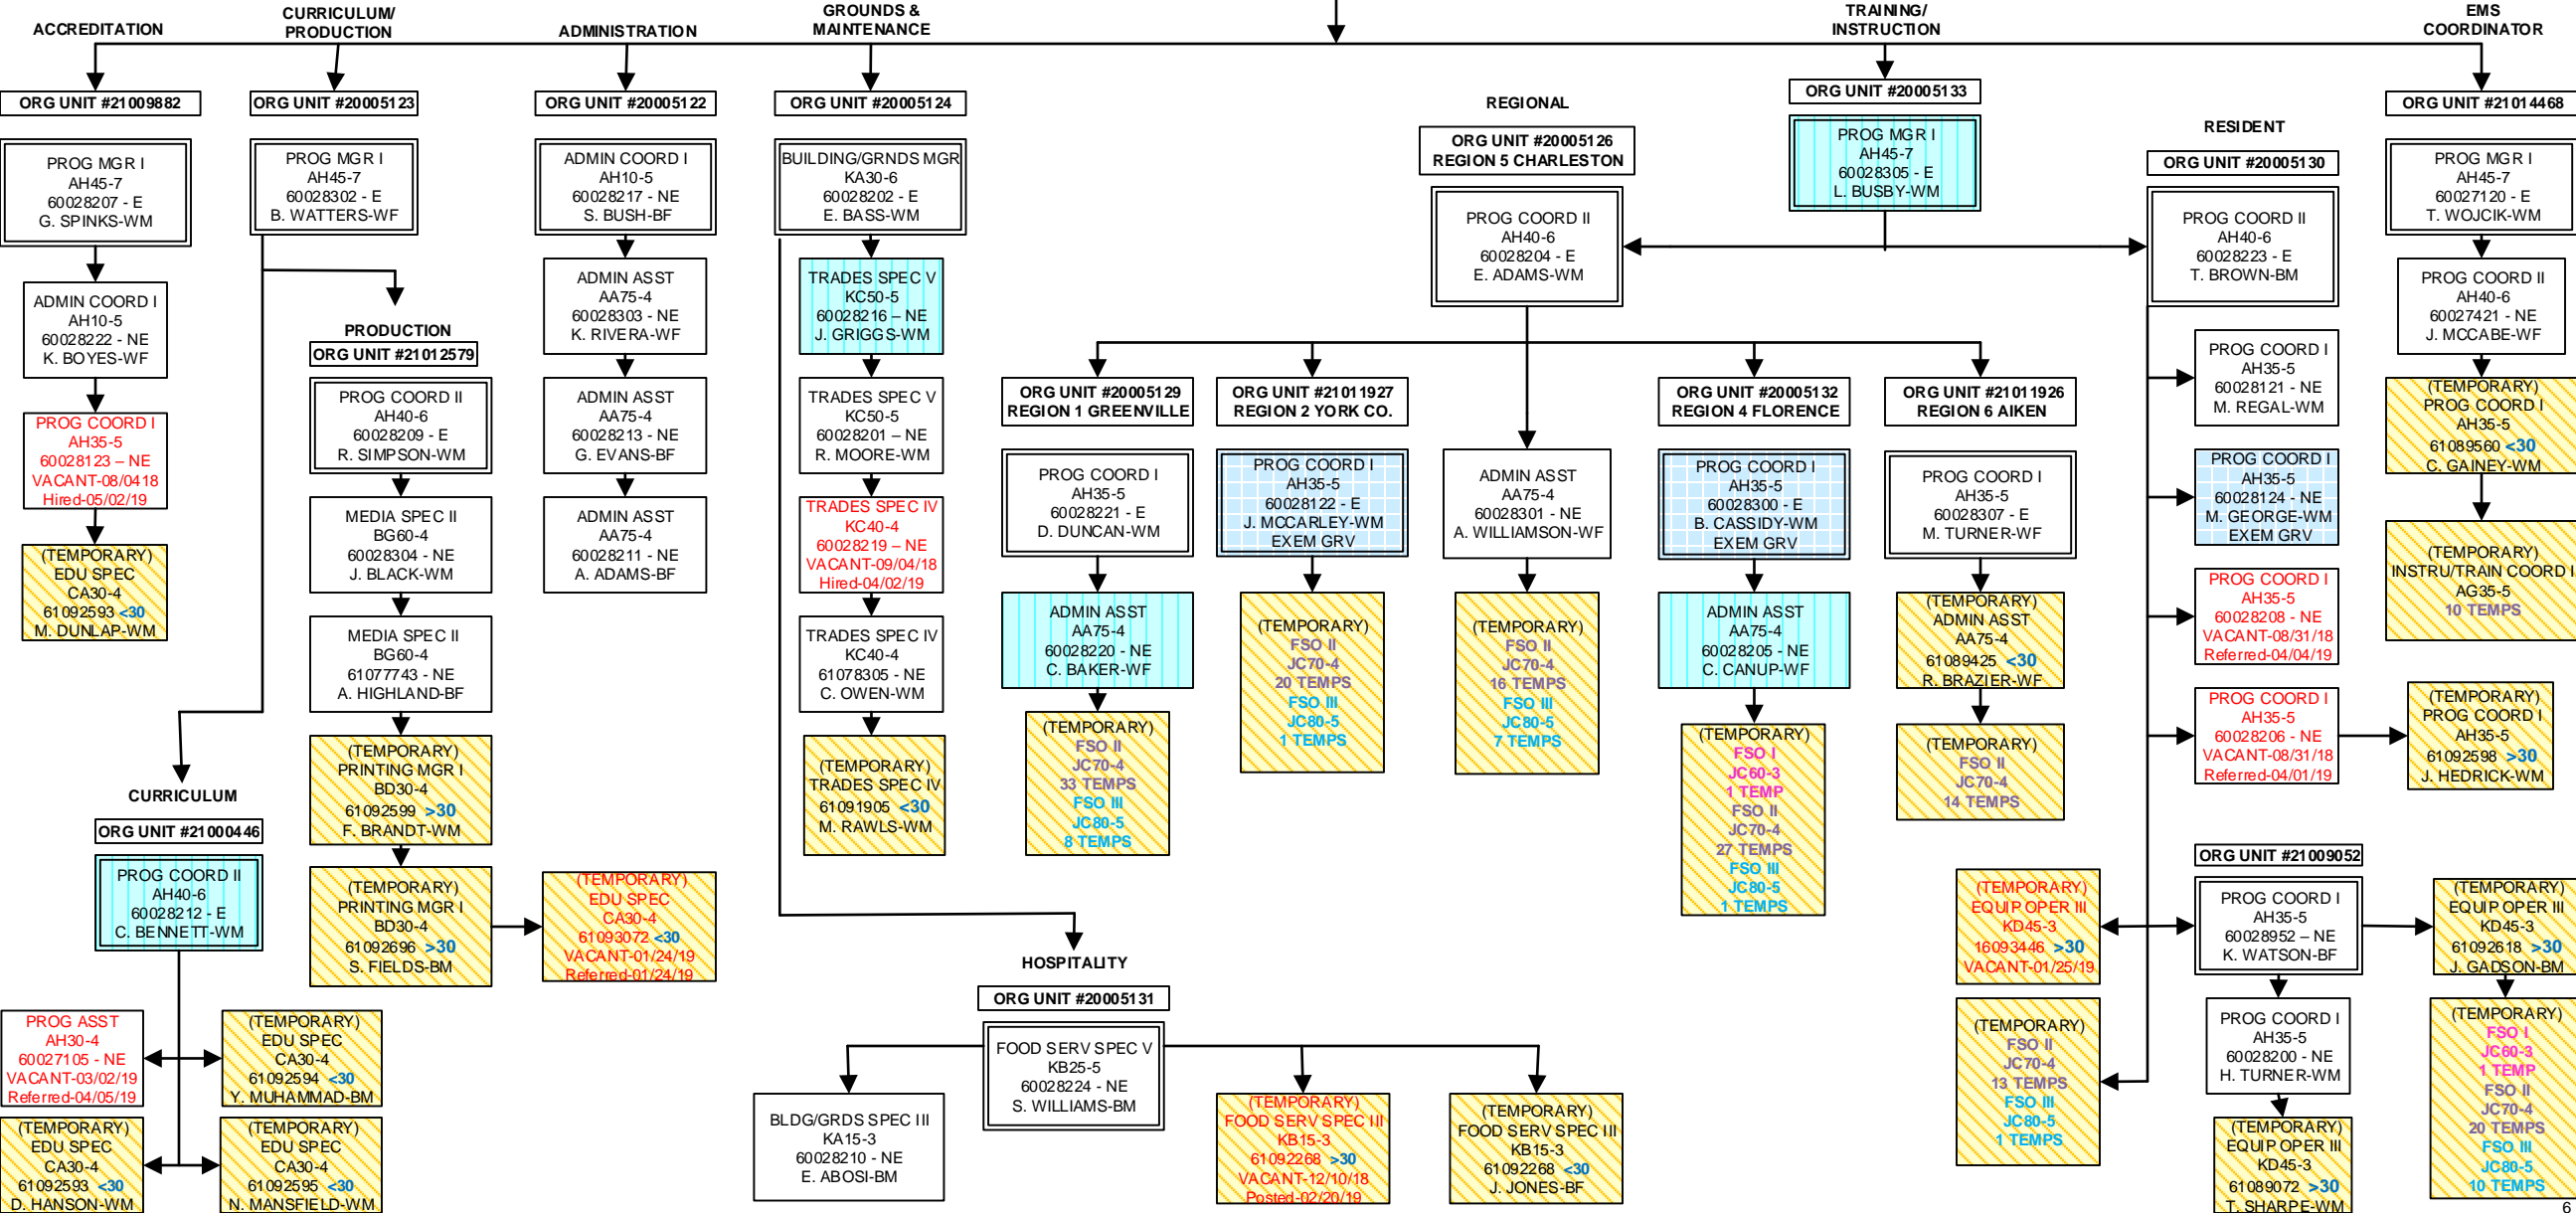 ACCREDITATION
ORG UNIT #21009882
PROG MGR I
AH45-7
60028207 - E
G. SPINKS-WM
ADMIN COORD I
AH10-5
60028222 - NE
K. BOYES-WF
PROG COORD I
AH35-5
60028123 – NE
VACANT-08/0418
Hired-05/02/19
(TEMPORARY)
EDU SPEC
CA30-4
61092593 <30
M. DUNLAP-WM
CURRICULUM/
PRODUCTION
ORG UNIT #20005123
PROG MGR I
AH45-7
60028302 - E
B. WATTERS-WF
PRODUCTION
ORG UNIT #21012579
PROG COORD II
AH40-6
60028209 - E
R. SIMPSON-WM
MEDIA SPEC II
BG60-4
60028304 - NE
J. BLACK-WM
MEDIA SPEC II
BG60-4
61077743 - NE
A. HIGHLAND-BF
(TEMPORARY)
PRINTING MGR I
BD30-4
61092599 >30
F. BRANDT-WM
(TEMPORARY)
PRINTING MGR I
BD30-4
61092696 >30
S. FIELDS-BM
(TEMPORARY)
EDU SPEC
CA30-4
61093072 <30
VACANT-01/24/19
Referred-01/24/19
CURRICULUM
ORG UNIT #21000446
PROG COORD II
AH40-6
60028212 - E
C. BENNETT-WM
PROG ASST
AH30-4
60027105 - NE
VACANT-03/02/19
Referred-04/05/19
(TEMPORARY)
EDU SPEC
CA30-4
61092594 <30
Y. MUHAMMAD-BM
(TEMPORARY)
EDU SPEC
CA30-4
61092593 <30
D. HANSON-WM
(TEMPORARY)
EDU SPEC
CA30-4
61092595 <30
N. MANSFIELD-WM
ADMINISTRATION
ORG UNIT #20005122
ADMIN COORD I
AH10-5
60028217 - NE
S. BUSH-BF
ADMIN ASST
AA75-4
60028303 - NE
K. RIVERA-WF
ADMIN ASST
AA75-4
60028213 - NE
G. EVANS-BF
ADMIN ASST
AA75-4
60028211 - NE
A. ADAMS-BF
GROUNDS &
MAINTENANCE
ORG UNIT #20005124
BUILDING/GRNDS MGR
KA30-6
60028202 - E
E. BASS-WM
TRADES SPEC V
KC50-5
60028216 – NE
J. GRIGGS-WM
TRADES SPEC V
KC50-5
60028201 – NE
R. MOORE-WM
TRADES SPEC IV
KC40-4
60028219 – NE
VACANT-09/04/18
Hired-04/02/19
TRADES SPEC IV
KC40-4
61078305 – NE
C. OWEN-WM
(TEMPORARY)
TRADES SPEC IV
61091905 <30
M. RAWLS-WM
HOSPITALITY
ORG UNIT #20005131
FOOD SERV SPEC V
KB25-5
60028224 - NE
S. WILLIAMS-BM
BLDG/GRDS SPEC III
KA15-3
60028210 - NE
E. ABOSI-BM
(TEMPORARY)
FOOD SERV SPEC III
KB15-3
61092268 >30
VACANT-12/10/18
Posted-02/20/19
(TEMPORARY)
FOOD SERV SPEC III
KB15-3
61092268 <30
J. JONES-BF
TRAINING/
INSTRUCTION
ORG UNIT #20005133
PROG MGR I
AH45-7
60028305 - E
L. BUSBY-WM
REGIONAL
ORG UNIT #20005126
REGION 5 CHARLESTON
PROG COORD II
AH40-6
60028204 - E
E. ADAMS-WM
ORG UNIT #20005129
REGION 1 GREENVILLE
PROG COORD I
AH35-5
60028221 - E
D. DUNCAN-WM
ADMIN ASST
AA75-4
60028220 - NE
C. BAKER-WF
(TEMPORARY)
FSO II
JC70-4
33 TEMPS
FSO III
JC80-5
8 TEMPS
ORG UNIT #21011927
REGION 2 YORK CO.
PROG COORD I
AH35-5
60028122 - E
J. MCCARLEY-WM
EXEM GRV
(TEMPORARY)
FSO II
JC70-4
20 TEMPS
FSO III
JC80-5
1 TEMPS
ADMIN ASST
AA75-4
60028301 - NE
A. WILLIAMSON-WF
(TEMPORARY)
FSO II
JC70-4
16 TEMPS
FSO III
JC80-5
7 TEMPS
ORG UNIT #20005132
REGION 4 FLORENCE
PROG COORD I
AH35-5
60028300 - E
B. CASSIDY-WM
EXEM GRV
ADMIN ASST
AA75-4
60028205 - NE
C. CANUP-WF
(TEMPORARY)
FSO I
JC60-3
1 TEMP
FSO II
JC70-4
27 TEMPS
FSO III
JC80-5
1 TEMPS
ORG UNIT #21011926
REGION 6 AIKEN
PROG COORD I
AH35-5
60028307 - E
M. TURNER-WF
(TEMPORARY)
ADMIN ASST
AA75-4
61089425 <30
R. BRAZIER-WF
(TEMPORARY)
FSO II
JC70-4
14 TEMPS
RESIDENT
ORG UNIT #20005130
PROG COORD II
AH40-6
60028223 - E
T. BROWN-BM
PROG COORD I
AH35-5
60028121 - NE
M. REGAL-WM
PROG COORD I
AH35-5
60028124 - NE
M. GEORGE-WM
EXEM GRV
PROG COORD I
AH35-5
60028208 - NE
VACANT-08/31/18
Referred-04/04/19
PROG COORD I
AH35-5
60028206 - NE
VACANT-08/31/18
Referred-04/01/19
(TEMPORARY)
PROG COORD I
AH35-5
61092598 >30
J. HEDRICK-WM
ORG UNIT #21009052
(TEMPORARY)
EQUIP OPER III
KD45-3
16093446 >30
VACANT-01/25/19
PROG COORD I
AH35-5
60028952 – NE
K. WATSON-BF
(TEMPORARY)
EQUIP OPER III
KD45-3
61092618 >30
J. GADSON-BM
(TEMPORARY)
FSO II
JC70-4
13 TEMPS
FSO III
JC80-5
1 TEMPS
PROG COORD I
AH35-5
60028200 - NE
H. TURNER-WM
(TEMPORARY)
EQUIP OPER III
KD45-3
61089072 >30
T. SHARPE-WM
(TEMPORARY)
FSO I
JC60-3
1 TEMP
FSO II
JC70-4
20 TEMPS
FSO III
JC80-5
10 TEMPS
EMS
COORDINATOR
ORG UNIT #21014468
PROG MGR I
AH45-7
60027120 - E
T. WOJCIK-WM
PROG COORD II
AH40-6
60027421 - NE
J. MCCABE-WF
(TEMPORARY)
PROG COORD I
AH35-5
61089560 <30
C. GAINEY-WM
(TEMPORARY)
INSTRU/TRAIN COORD I
AG35-5
10 TEMPS
6